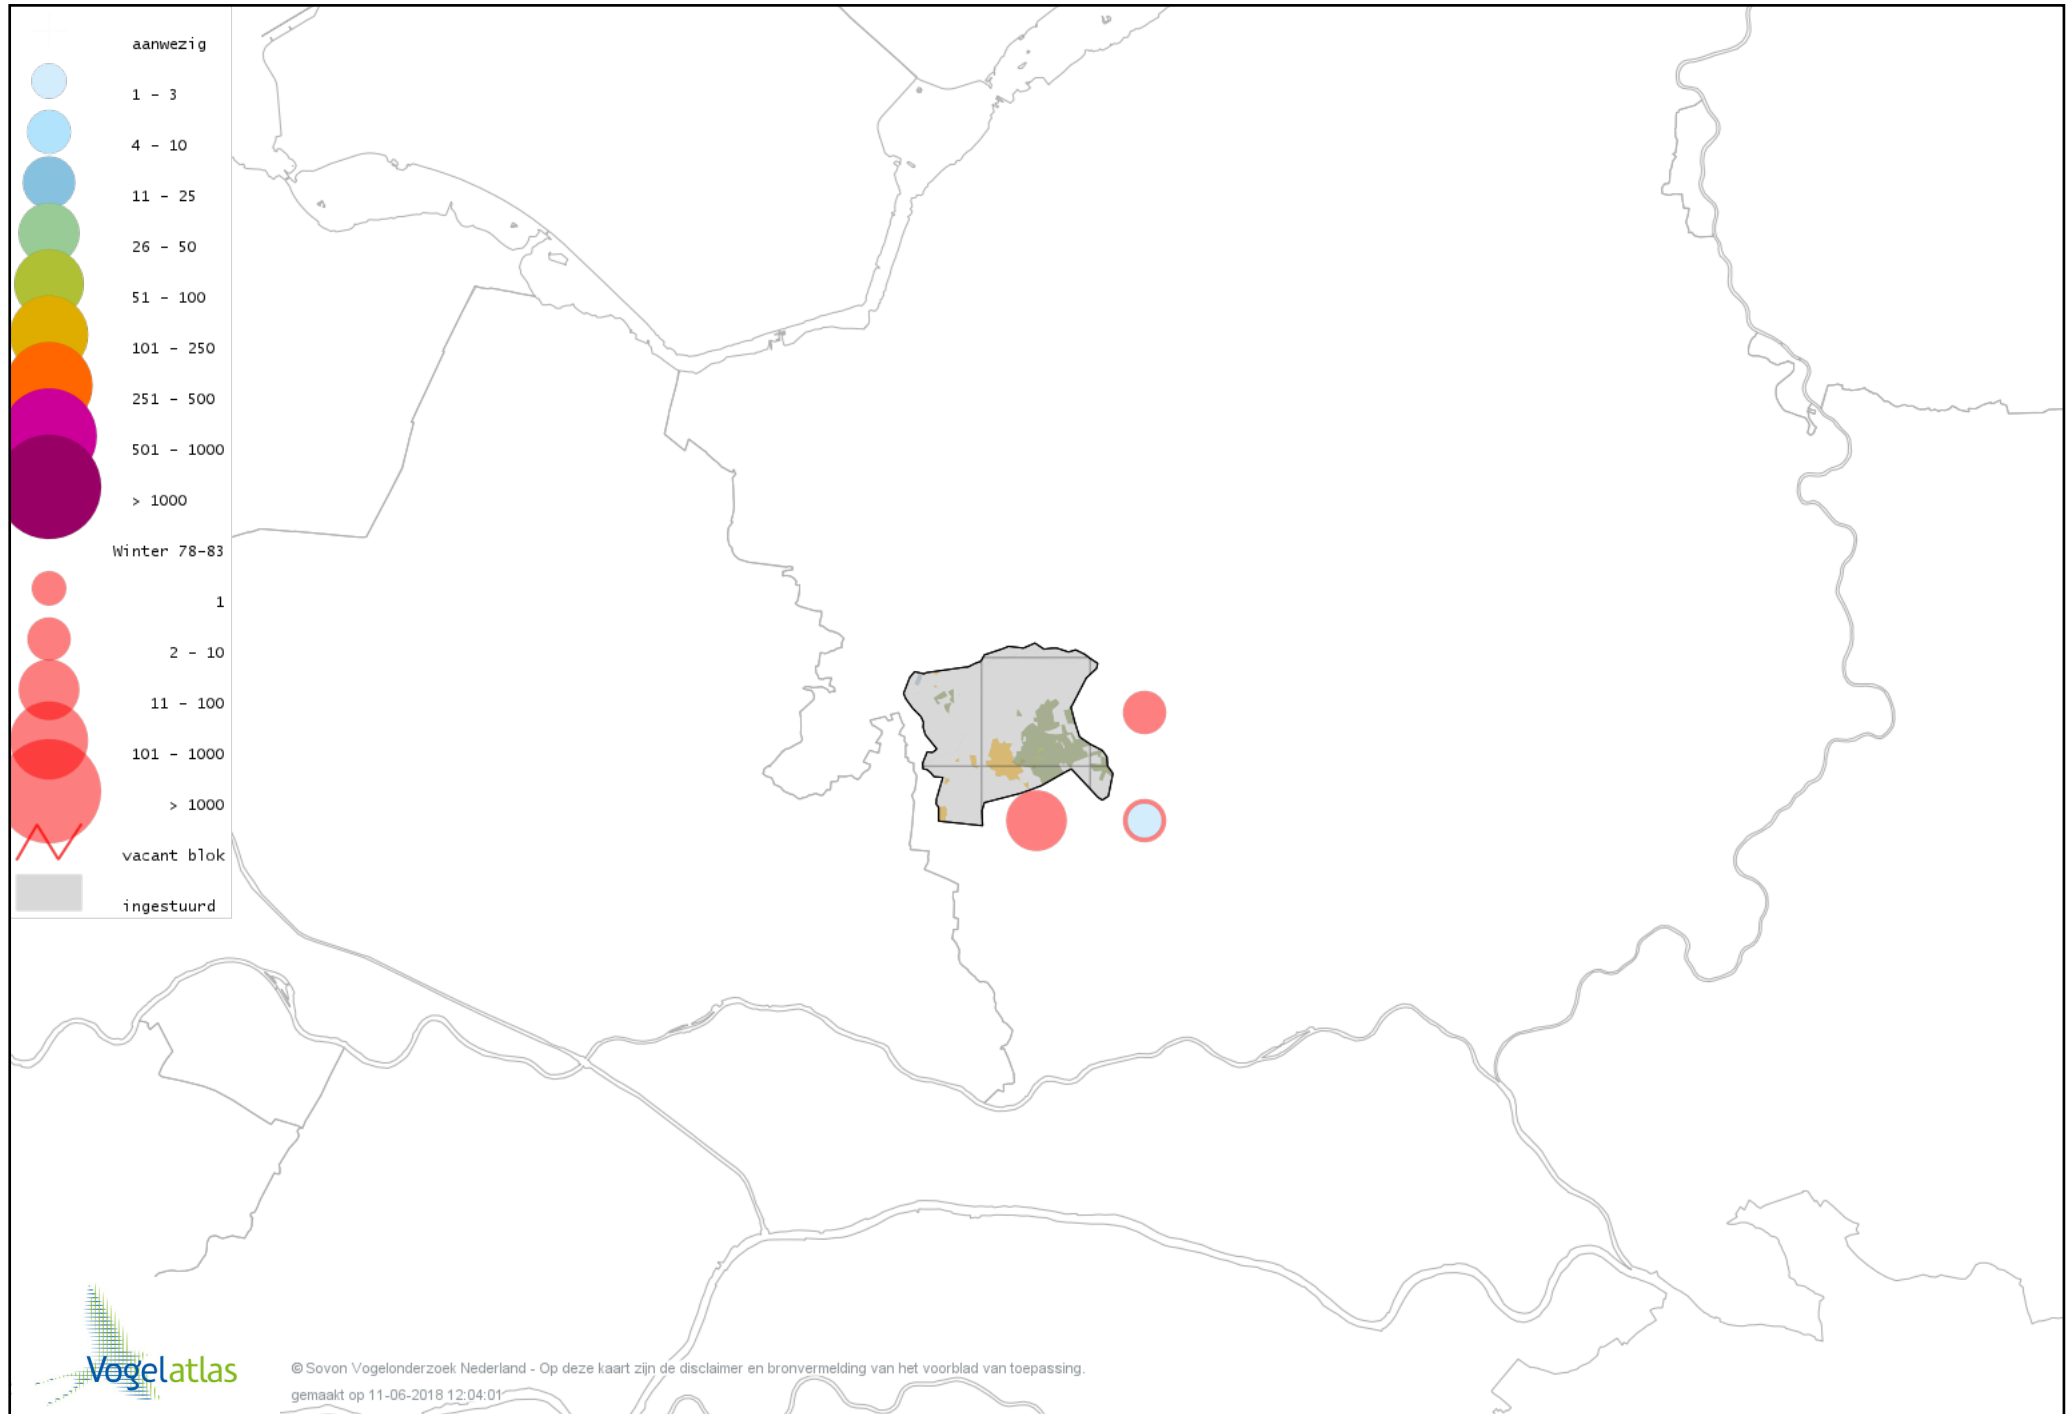 aanwezig
1 - 3
4 - 10
11 - 25
26 - 50
51 - 100
101 - 250
251 - 500
501 - 1000
> 1000
Winter 78-83
1
2 - 10
11 - 100
101 - 1000
> 1000
vacant blok
ingestuurd
Vogelatlas
© Sovon Vogelonderzoek Nederland - Op deze kaart zijn de disclaimer en bronvermelding van het voorblad van toepassing.
gemaakt op 11-06-2018 12:04:01